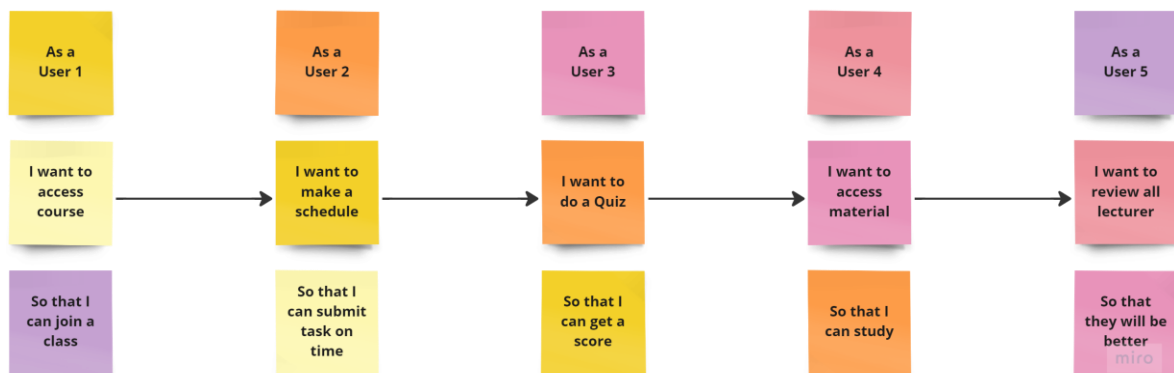 As a
User 1
As a
User 2
As a
User 3
As a
User 4
As a
User 5
I want to
access
course
I want to
make a
schedule
I want to
do a Quiz
I want to
access
material
I want to
review all
lecturer
So that I
can join a
class
So that I
can submit
task on
time
So that I
can get a
score
So that I
can study
So that
they will be
better
miro